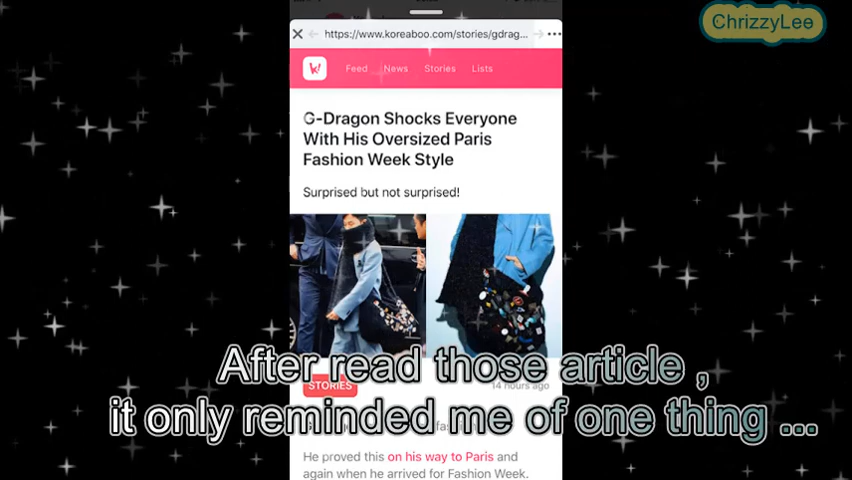 ChrizzyLee
https://www.koreaboo.com/stories/gdrag...
k!
Feed News Stories Lists
G-Dragon Shocks Everyone
With His Oversized Paris
Fashion Week Style
Surprised but not surprised!
After read those article ,
STORIES
14 hours ago
it only reminded me of one thing ...
He proved this on his way to Paris and
again when he arrived for Fashion Week.